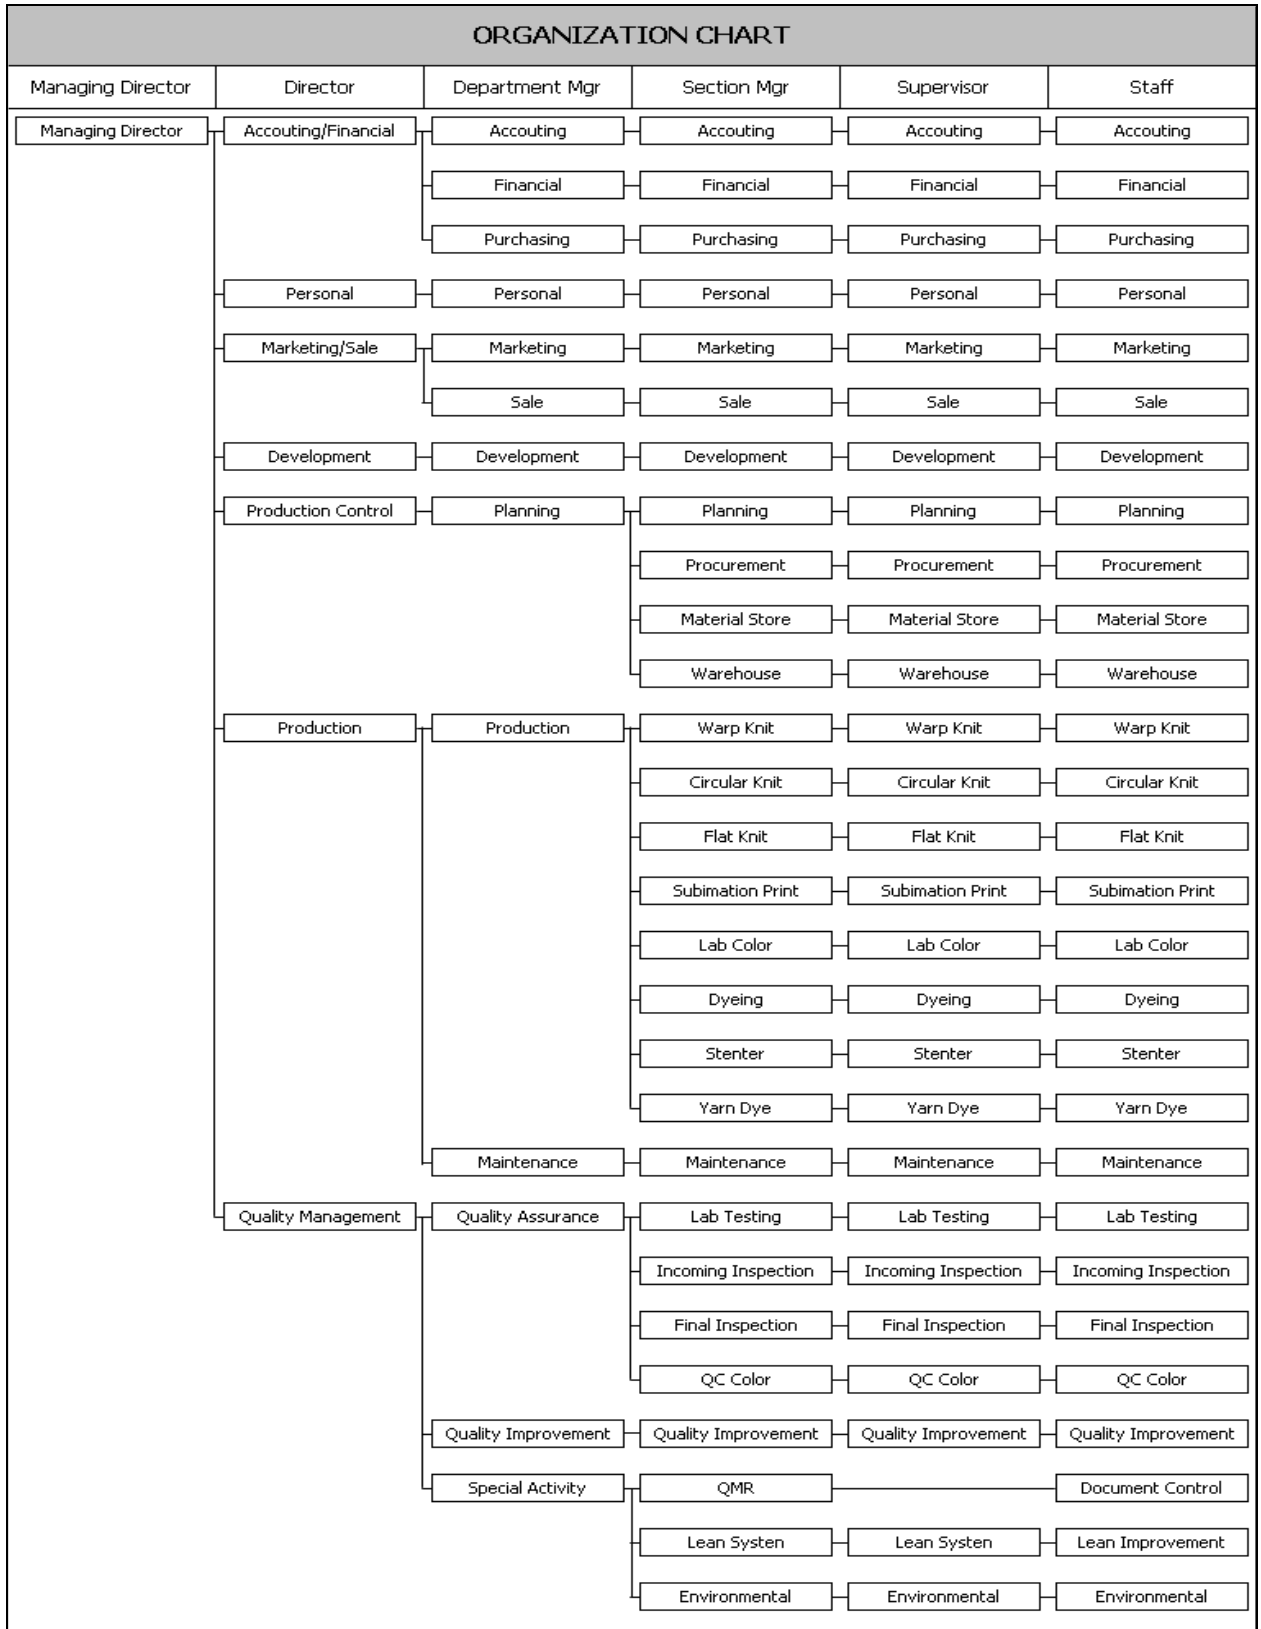 ORGANIZATION CHART
Managing Director Director Department Mgr Section Mgr Supervisor Staff
Managing Director Accouting/Financial Accouting Accouting Accouting Accouting
Financial Financial Financial Financial
Purchasing Purchasing Purchasing Purchasing
Personal Personal Personal Personal Personal
Marketing/Sale Marketing Marketing Marketing Marketing
Sale Sale Sale Sale
Development Development Development Development Development
Production Control Planning Planning Planning Planning
Procurement Procurement Procurement
Material Store Material Store Material Store
Warehouse Warehouse Warehouse
Production Production Warp Knit Warp Knit Warp Knit
Circular Knit Circular Knit Circular Knit
Flat Knit Flat Knit Flat Knit
Subimation Print Subimation Print Subimation Print
Lab Color Lab Color Lab Color
Dyeing Dyeing Dyeing
Stenter Stenter Stenter
Yarn Dye Yarn Dye Yarn Dye
Maintenance Maintenance Maintenance Maintenance
Quality Management Quality Assurance Lab Testing Lab Testing Lab Testing
Incoming Inspection Incoming Inspection Incoming Inspection
Final Inspection Final Inspection Final Inspection
QC Color QC Color QC Color
Quality Improvement Quality Improvement Quality Improvement Quality Improvement
Special Activity QMR Document Control
Lean Systen Lean Systen Lean Improvement
Environmental Environmental Environmental